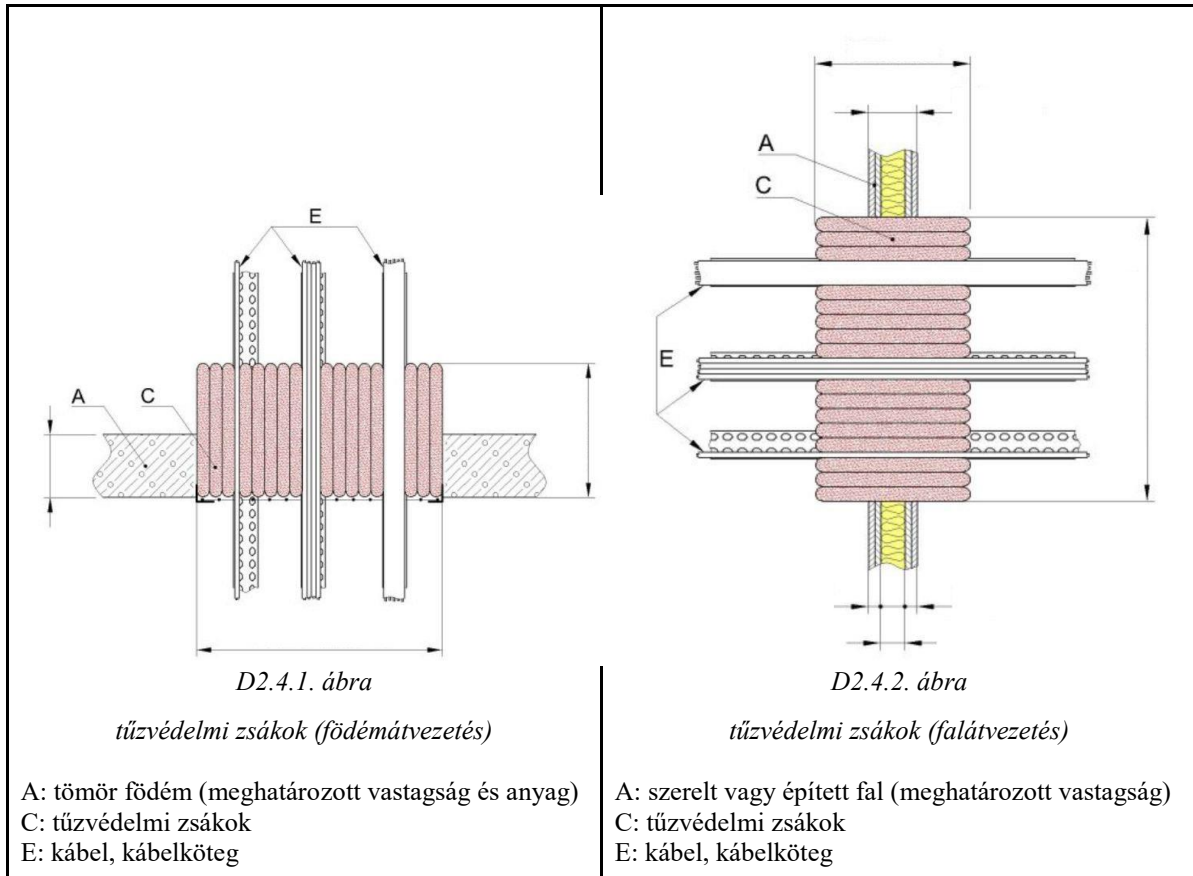 E
A
C
D2.4.1. ábra
tűzvédelmi zsákok (födémátvezetés)
A: tömör födém (meghatározott vastagság és anyag)
C: tűzvédelmi zsákok
E: kábel, kábelköteg
A
C
E
D2.4.2. ábra
tűzvédelmi zsákok (falátvezetés)
A: szerelt vagy épített fal (meghatározott vastagság)
C: tűzvédelmi zsákok
E: kábel, kábelköteg